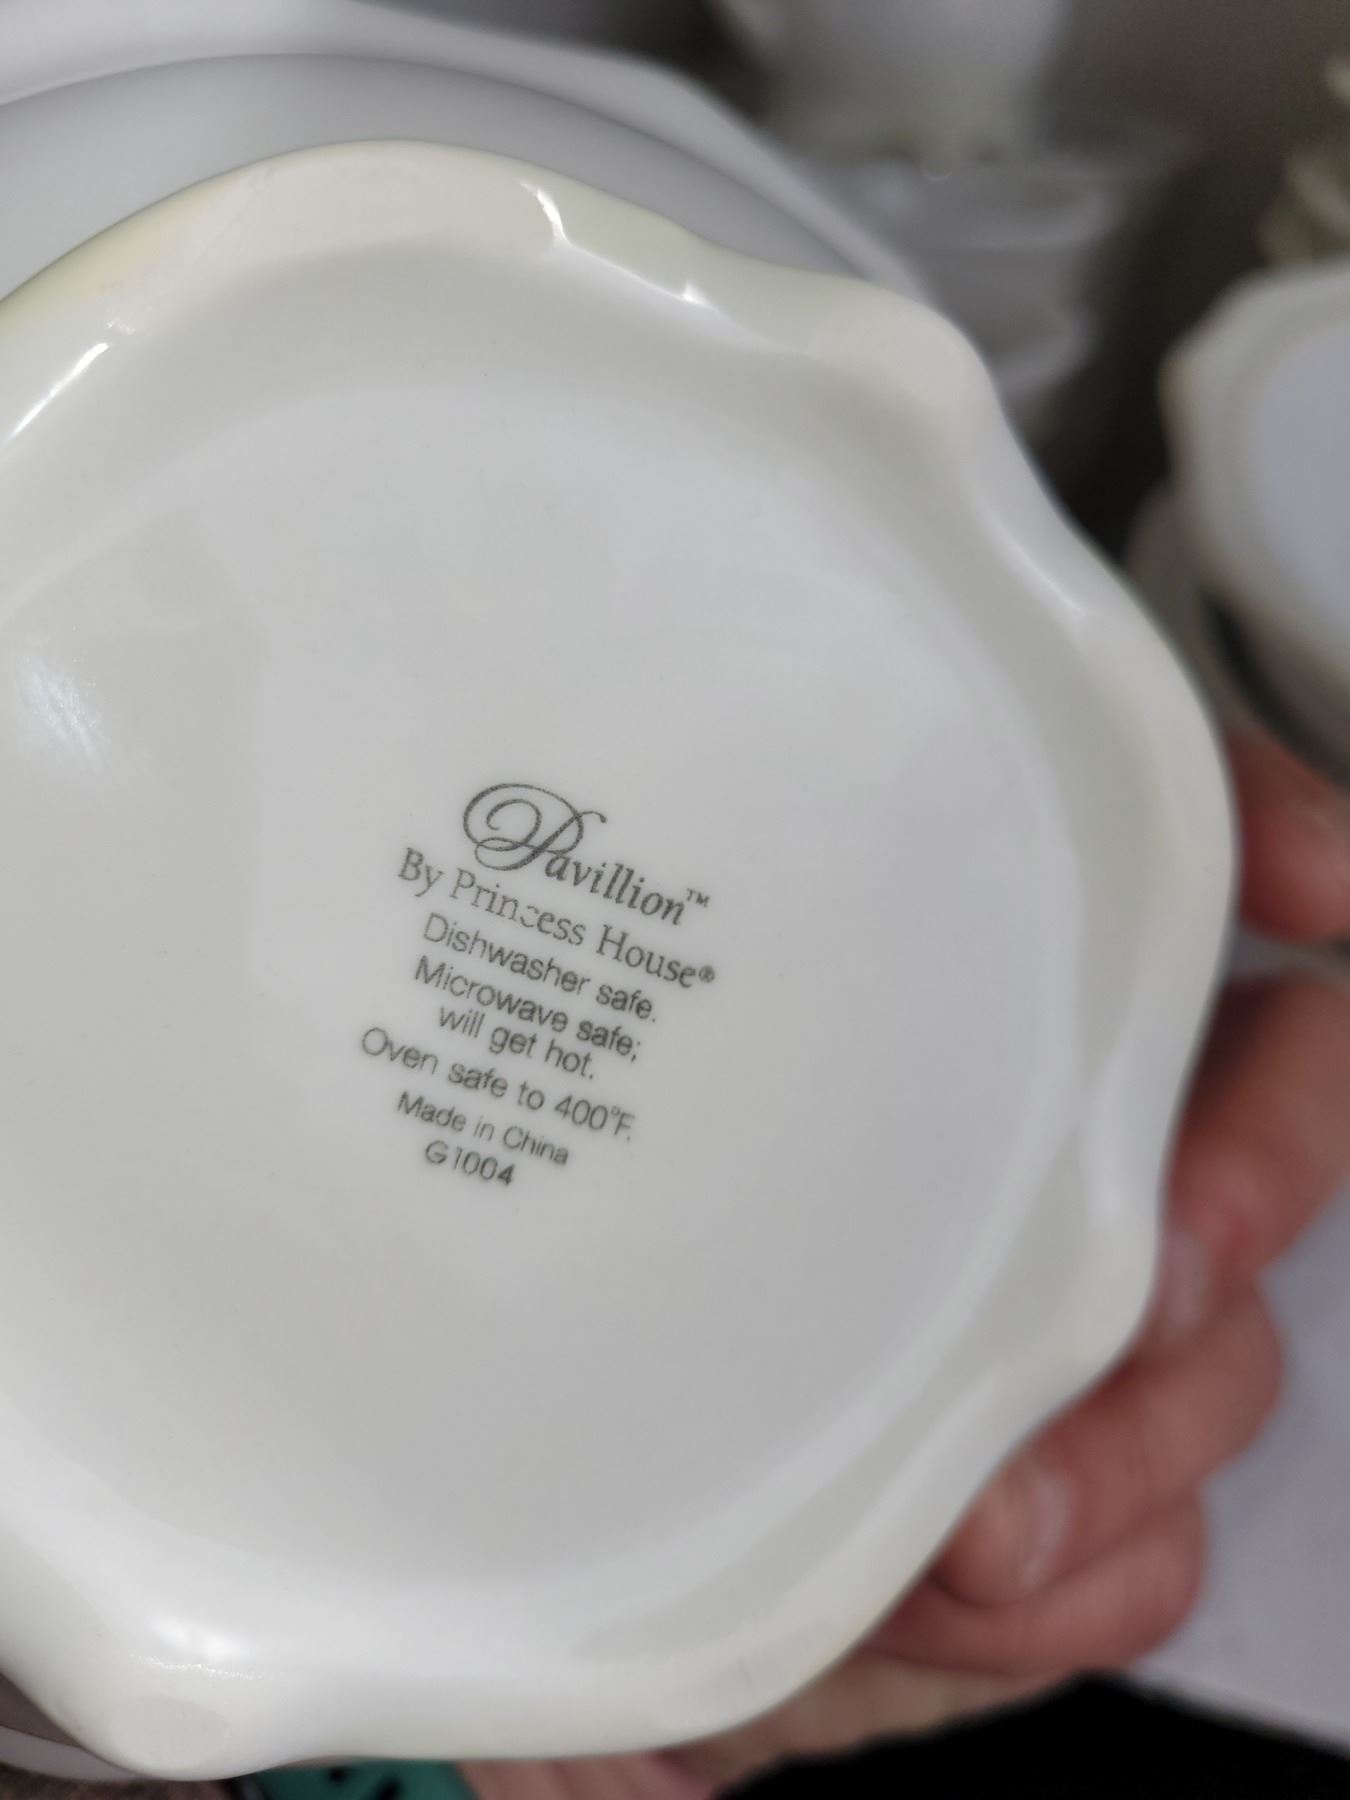 Pavillion™
By Princess House®
Dishwasher safe.
Microwave safe;
will get hot.
Oven safe to 400°F.
Made in China
G1004